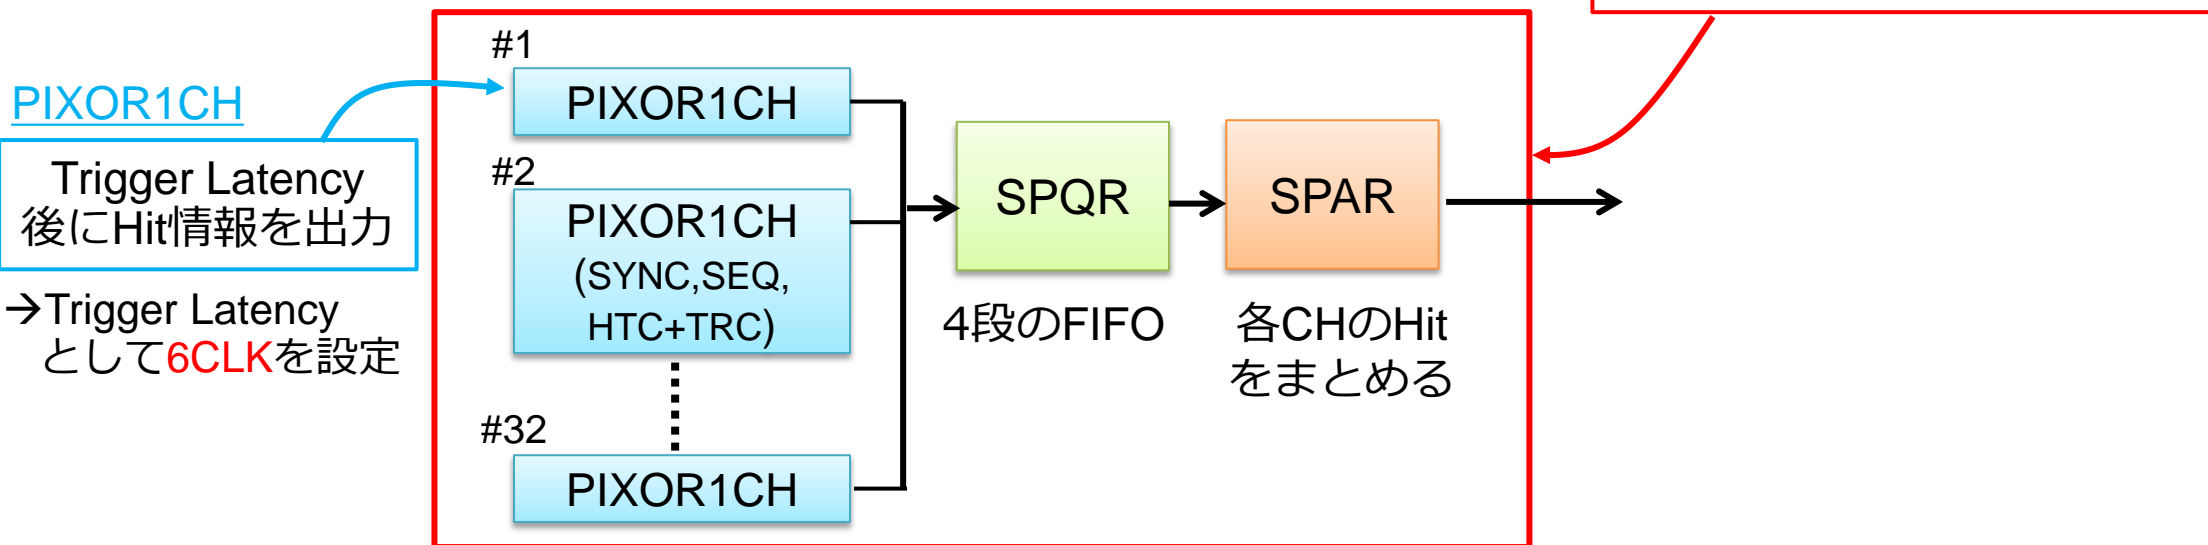 PIXOR1CH
Trigger Latency
後にHit情報を出力
→Trigger Latency
として6CLKを設定
#1
PIXOR1CH
#2
PIXOR1CH
(SYNC,SEQ,
HTC+TRC)
#32
PIXOR1CH
SPQR
4段のFIFO
SPAR
各CHのHit
をまとめる